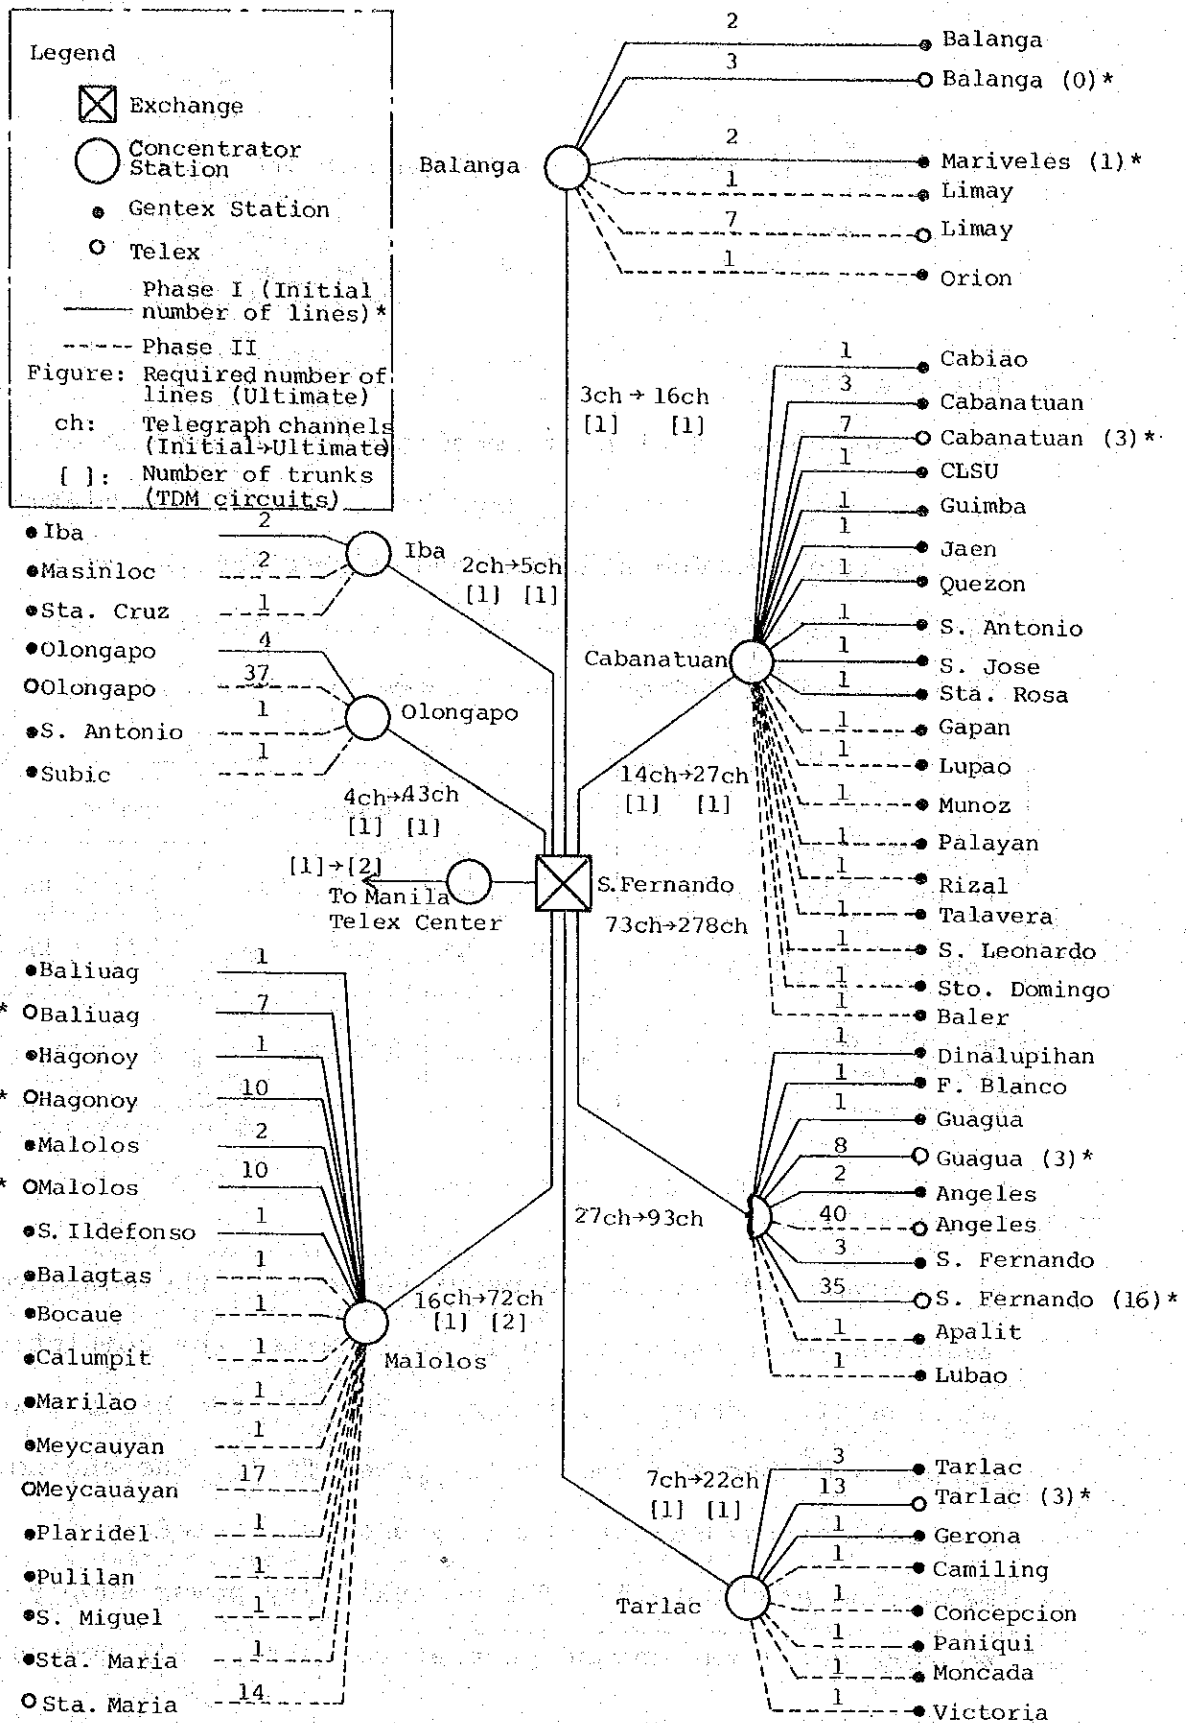 Legend
Exchange
Concentrator
Station
Gentex Station
Telex
Phase I (Initial
number of lines)*
Phase II
Figure: Required number of
lines (Ultimate)
ch: Telegraph channels
(Initial→Ultimate)
[ ]: Number of trunks
(TDM circuits)
Balanga
2 Balanga
3 Balanga (0)*
2 Mariveles (1)*
1 Limay
7 Limay
1 Orion
3ch → 16ch
[1] [1]
Iba 2
Masinloc 2
Sta. Cruz 1
Iba
2ch→5ch
[1] [1]
Olongapo 4
Olongapo 37
S. Antonio 1
Subic 1
Olongapo
4ch→43ch
[1] [1]
Cabanatuan
1 Cabiao
3 Cabanatuan
7 Cabanatuan (3)*
1 CLSU
1 Guimba
1 Jaen
1 Quezon
1 S. Antonio
1 S. Jose
1 Sta. Rosa
1 Gapan
1 Lupao
1 Munoz
1 Palayan
1 Rizal
1 Talavera
1 S. Leonardo
1 Sto. Domingo
1 Baler
14ch→27ch
[1] [1]
[1]→[2]
To Manila
Telex Center
S.Fernando
73ch→278ch
Baliuag 1
* Baliuag 7
Hagonoy 1
* Hagonoy 10
Malolos 2
* Malolos 10
S. Ildefonso 1
Balagtas 1
Bocaue 1
Calumpit 1
Marilao 1
Meycauyan 1
Meycauayan 17
Plaridel 1
Pulilan 1
S. Miguel 1
Sta. Maria 1
Sta. Maria 14
16ch→72ch
[1] [2]
Malolos
27ch→93ch
1 Dinalupihan
1 F. Blanco
1 Guagua
8 Guagua (3)*
2 Angeles
40 Angeles
3 S. Fernando
35 S. Fernando (16)*
1 Apalit
1 Lubao
7ch→22ch
[1] [1]
Tarlac
3 Tarlac
13 Tarlac (3)*
1 Gerona
1 Camiling
1 Concepcion
1 Paniqui
1 Moncada
1 Victoria